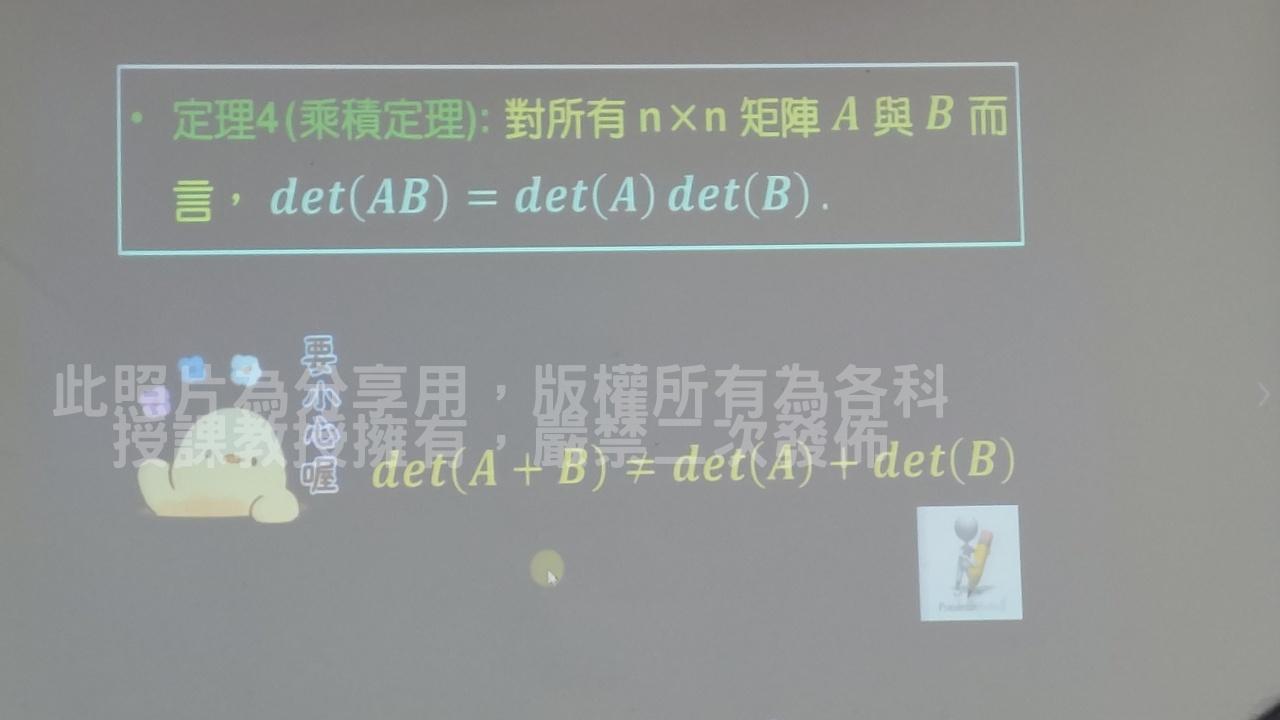 • 定理4(乘積定理): 對所有 n×n 矩陣 A 與 B 而
言， det(AB) = det(A) det(B) .
要小心喔
此照片為分享用，版權所有為各科
授課教授擁有，嚴禁二次發佈
det(A + B) ≠ det(A) + det(B)